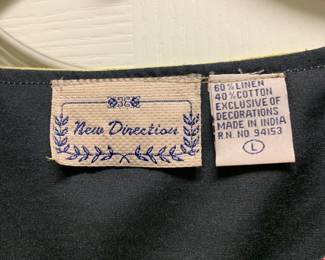 New Direction
60% LINEN
40% COTTON
EXCLUSIVE OF
DECORATIONS
MADE IN INDIA
R.N. NO 94153
L